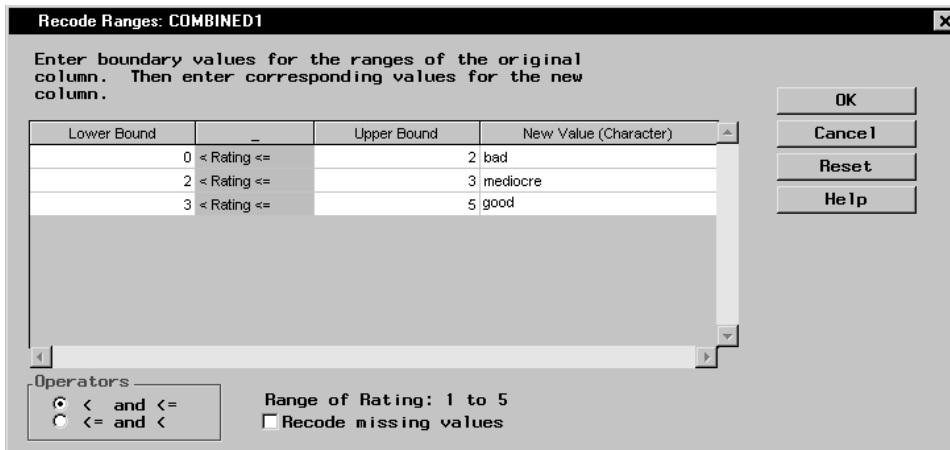 Recode Ranges: COMBINED1
Enter boundary values for the ranges of the original
column. Then enter corresponding values for the new
column.
OK
Cancel
Reset
Help
Lower Bound _ Upper Bound New Value (Character)
0 < Rating <= 2 bad
2 < Rating <= 3 mediocre
3 < Rating <= 5 good
Operators
< and <=
<= and <
Range of Rating: 1 to 5
Recode missing values